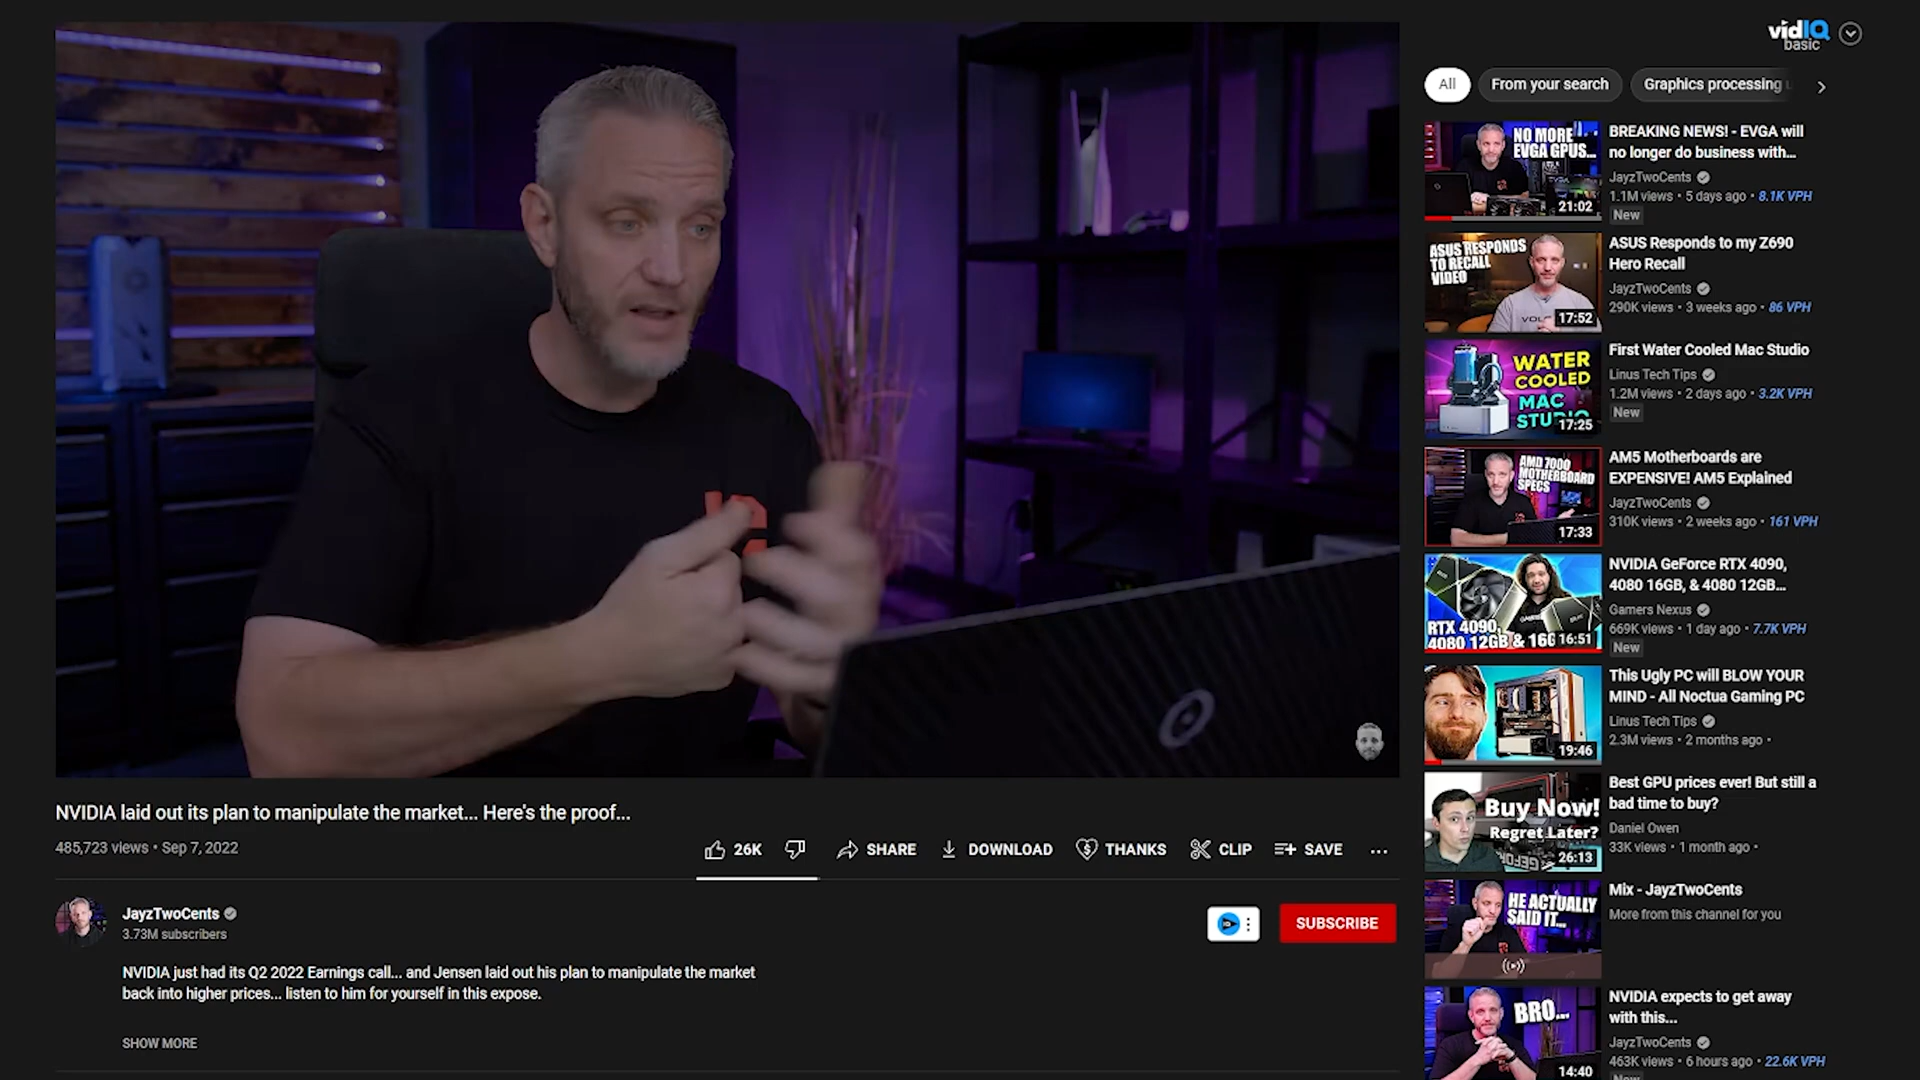 vidIQ
basic
All
From your search
Graphics processing
NO MORE
EVGA GPUS...
21:02
BREAKING NEWS! - EVGA will
no longer do business with...
JayzTwoCents
1.1M views • 5 days ago • 8.1K VPH
New
ASUS RESPONDS
TO RECALL
VIDEO
17:52
ASUS Responds to my Z690
Hero Recall
JayzTwoCents
290K views • 3 weeks ago • 86 VPH
WATER
COOLED
MAC
STUDIO
17:25
First Water Cooled Mac Studio
Linus Tech Tips
1.2M views • 2 days ago • 3.2K VPH
New
AMD 7000
MOTHERBOARD
SPECS
17:33
AM5 Motherboards are
EXPENSIVE! AM5 Explained
JayzTwoCents
310K views • 2 weeks ago • 161 VPH
RTX 4090,
4080 12GB & 16G
16:51
NVIDIA GeForce RTX 4090,
4080 16GB, & 4080 12GB...
Gamers Nexus
669K views • 1 day ago • 7.7K VPH
New
19:46
This Ugly PC will BLOW YOUR
MIND - All Noctua Gaming PC
Linus Tech Tips
2.3M views • 2 months ago •
Buy Now!
Regret Later?
26:13
Best GPU prices ever! But still a
bad time to buy?
Daniel Owen
33K views • 1 month ago •
HE ACTUALLY
SAID IT...
Mix - JayzTwoCents
More from this channel for you
BRO...
14:40
NVIDIA expects to get away
with this...
JayzTwoCents
463K views • 6 hours ago • 22.6K VPH
New
NVIDIA laid out its plan to manipulate the market... Here's the proof...
485,723 views • Sep 7, 2022
26K
SHARE
DOWNLOAD
THANKS
CLIP
SAVE
JayzTwoCents
3.73M subscribers
SUBSCRIBE
NVIDIA just had its Q2 2022 Earnings call... and Jensen laid out his plan to manipulate the market
back into higher prices... listen to him for yourself in this expose.
SHOW MORE